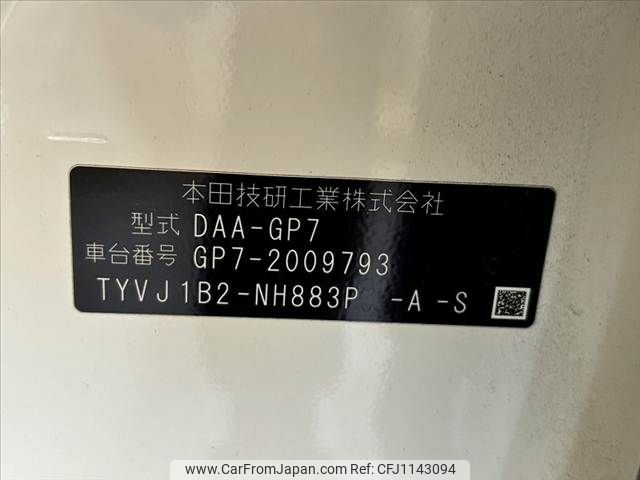 本田技研工業株式会社
型式 DAA-GP7
車台番号 GP7-2009793
TYVJ1B2-NH883P -A -S
www.CarFromJapan.com | REFNO:CFJ1143094